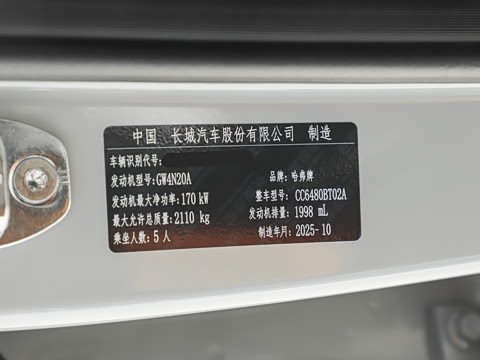 中国 长城汽车股份有限公司 制造
车辆识别代号:
发动机型号:GW4N20A 品牌:哈弗牌
发动机最大净功率:170 kW 整车型号:CC6480BT02A
最大允许总质量:2110 kg 发动机排量:1998 mL
乘坐人数:5 人 制造年月:2025-10